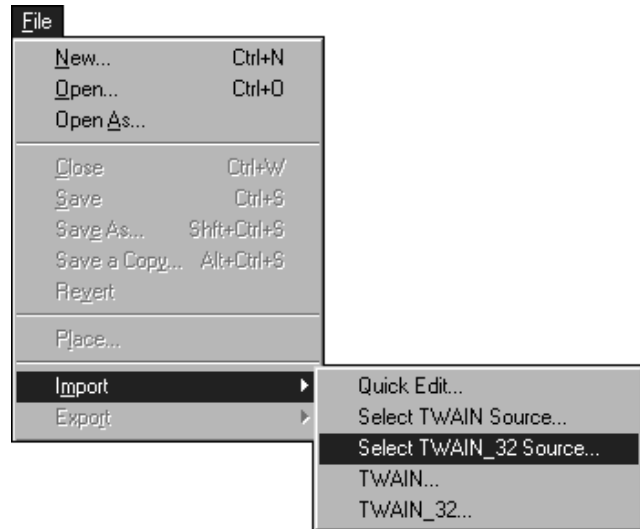 File
New... Ctrl+N
Open... Ctrl+O
Open As...
Close Ctrl+W
Save Ctrl+S
Save As... Shft+Ctrl+S
Save a Copy... Alt+Ctrl+S
Revert
Place...
Import
Export
Quick Edit...
Select TWAIN Source...
Select TWAIN_32 Source...
TWAIN...
TWAIN_32...